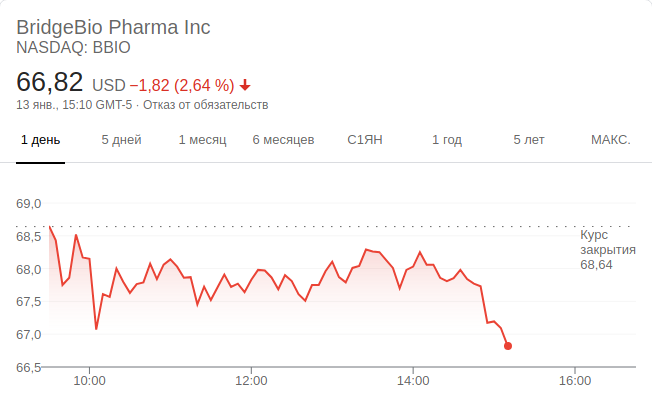 BridgeBio Pharma Inc
NASDAQ: BBIO
66,82 USD −1,82 (2,64 %)
13 янв., 15:10 GMT-5 · Отказ от обязательств
1 день 5 дней 1 месяц 6 месяцев С1ЯН 1 год 5 лет МАКС.
69,0
68,5
68,0
67,5
67,0
66,5
Курс
закрытия
68,64
10:00 12:00 14:00 16:00